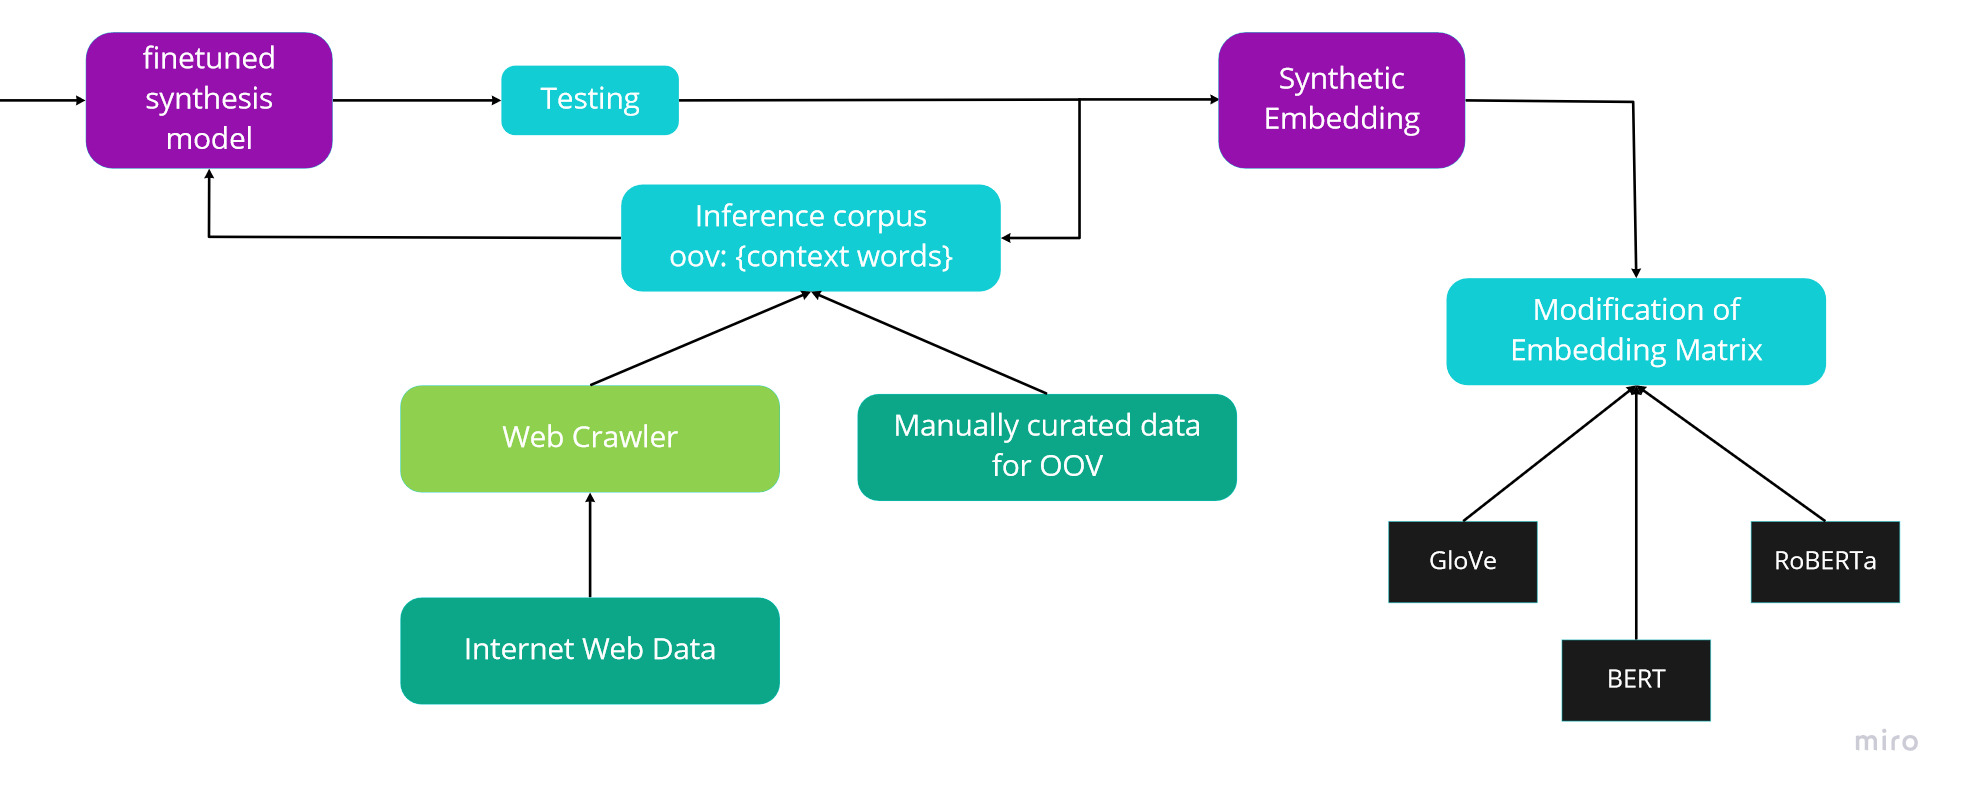 finetuned
synthesis
model
Testing
Synthetic
Embedding
Inference corpus
oov: {context words}
Modification of
Embedding Matrix
Web Crawler
Manually curated data
for OOV
GloVe
RoBERTa
Internet Web Data
BERT
miro